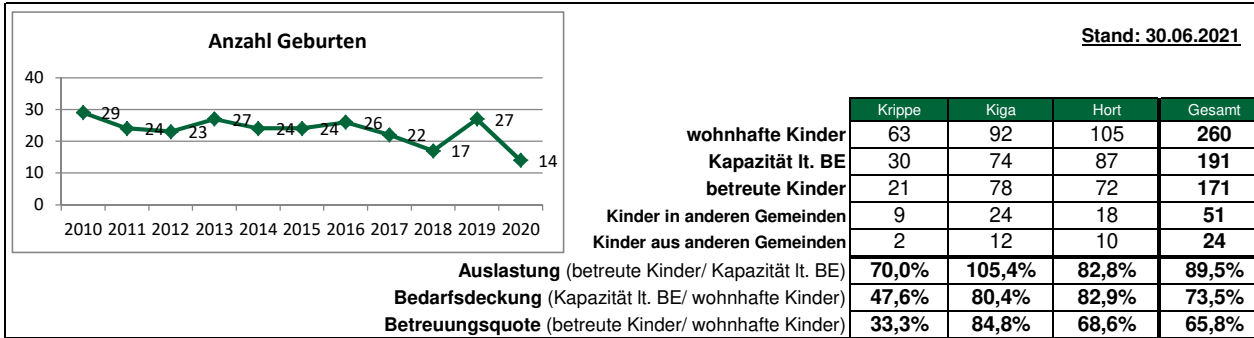 Anzahl Geburten
Stand: 30.06.2021
40
30
20
10
0
29 24 23 27 24 24 26 22 17 27 14
2010 2011 2012 2013 2014 2015 2016 2017 2018 2019 2020
Krippe Kiga Hort Gesamt
wohnhafte Kinder 63 92 105 260
Kapazität lt. BE 30 74 87 191
betreute Kinder 21 78 72 171
Kinder in anderen Gemeinden 9 24 18 51
Kinder aus anderen Gemeinden 2 12 10 24
Auslastung (betreute Kinder/ Kapazität lt. BE) 70,0% 105,4% 82,8% 89,5%
Bedarfsdeckung (Kapazität lt. BE/ wohnhafte Kinder) 47,6% 80,4% 82,9% 73,5%
Betreuungsquote (betreute Kinder/ wohnhafte Kinder) 33,3% 84,8% 68,6% 65,8%